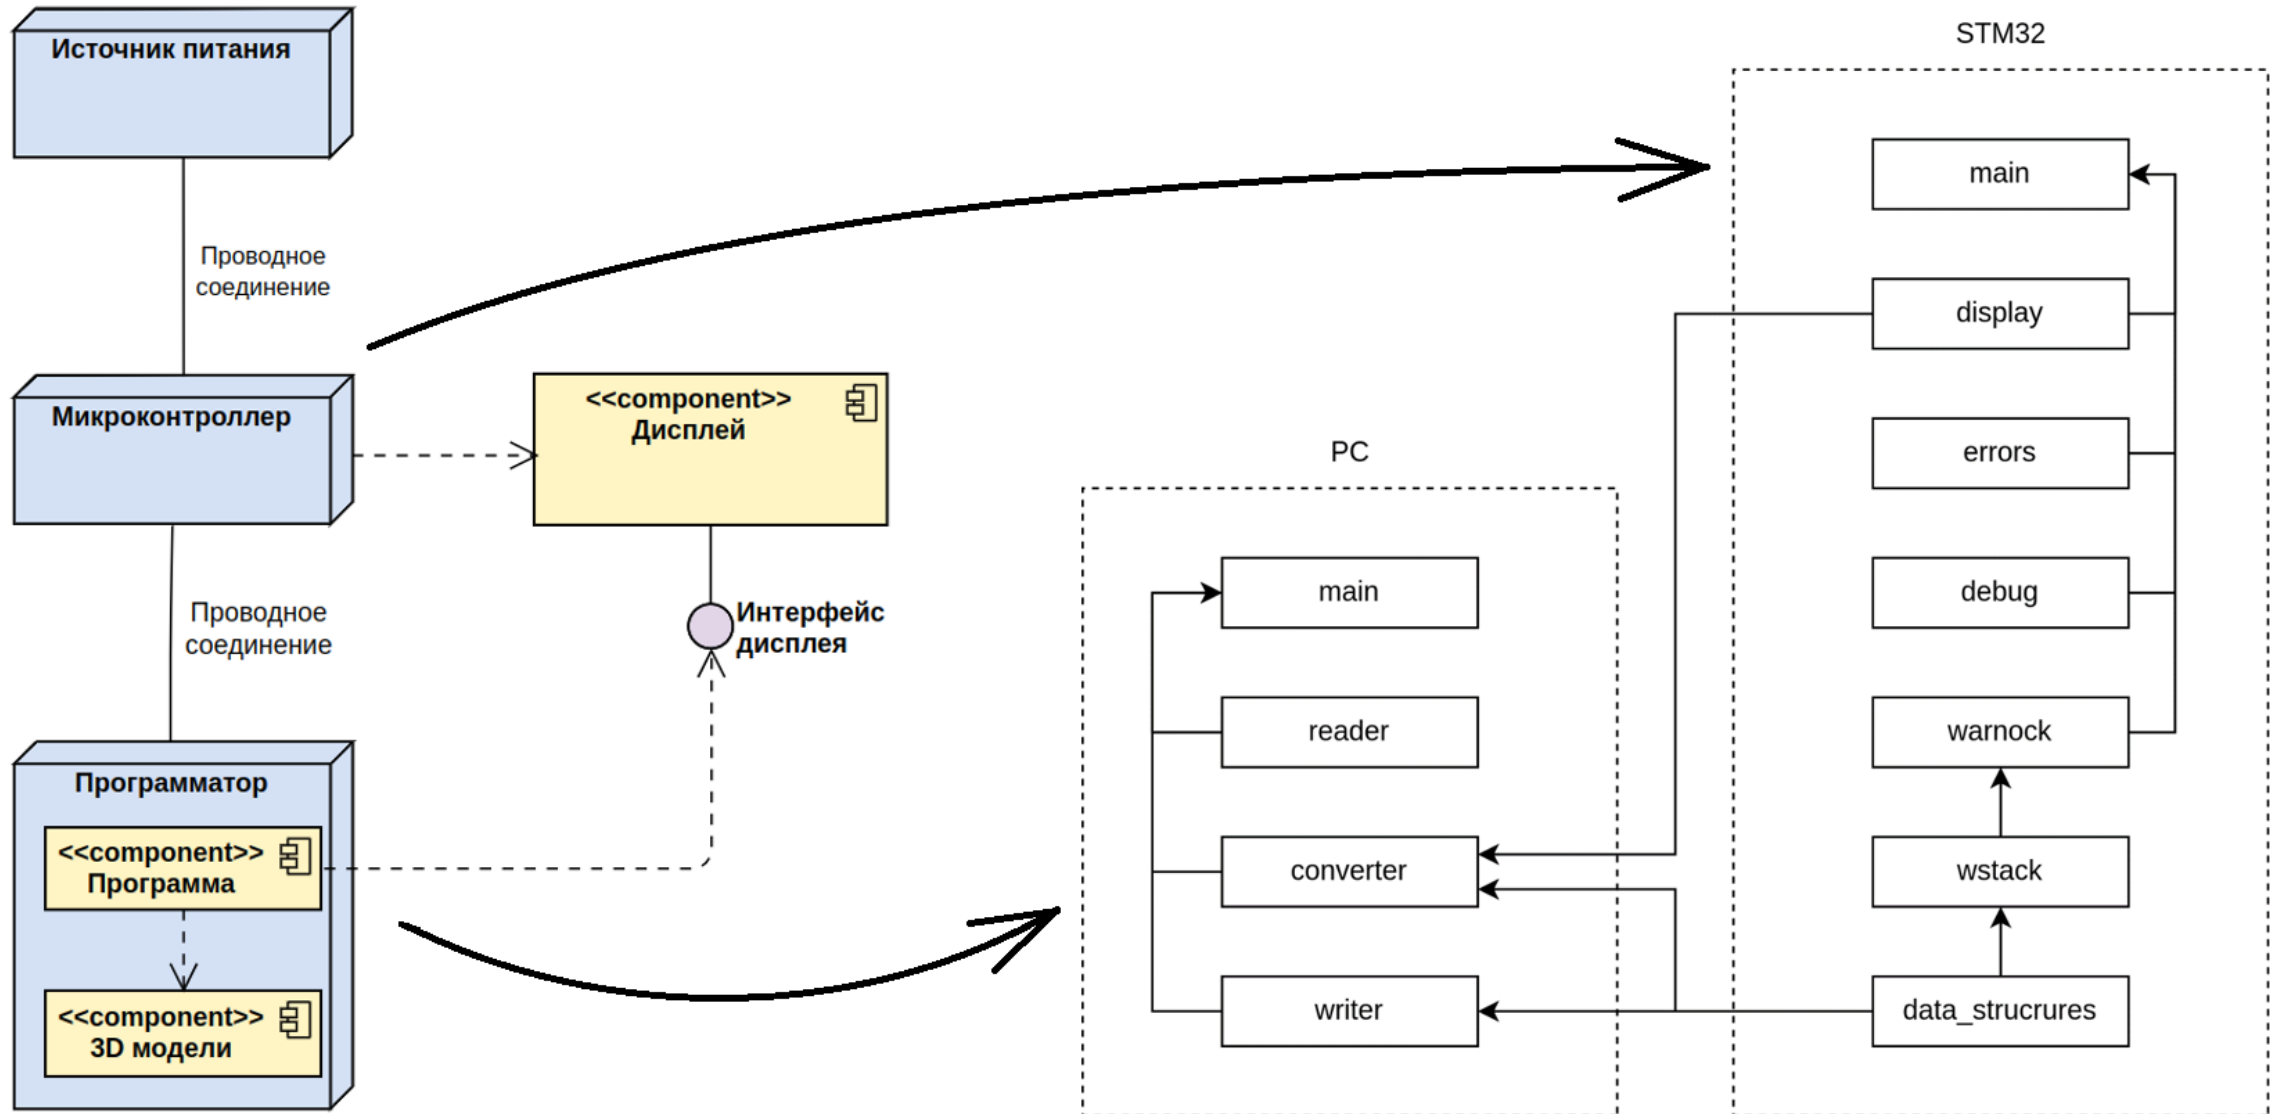 Источник питания
Проводное
соединение
Микроконтроллер
<<component>>
Дисплей
Интерфейс
дисплея
Проводное
соединение
Программатор
<<component>>
Программа
<<component>>
3D модели
PC
main
reader
converter
writer
STM32
main
display
errors
debug
warnock
wstack
data_strucrures